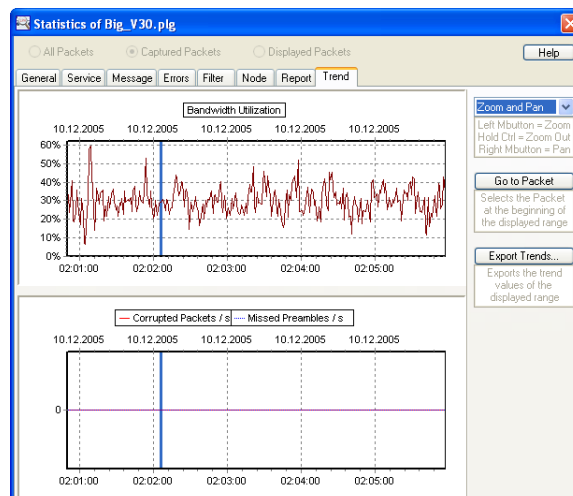 Statistics of Big_V30.plg
All Packets Captured Packets Displayed Packets Help
General Service Message Errors Filter Node Report Trend
Bandwidth Utilization
10.12.2005 10.12.2005 10.12.2005 10.12.2005 10.12.2005
60%
50%
40%
30%
20%
10%
0%
02:01:00 02:02:00 02:03:00 02:04:00 02:05:00
Corrupted Packets / s Missed Preambles / s
10.12.2005 10.12.2005 10.12.2005 10.12.2005 10.12.2005
0
02:01:00 02:02:00 02:03:00 02:04:00 02:05:00
Zoom and Pan
Left Mbutton = Zoom
Hold Ctrl = Zoom Out
Right Mbutton = Pan
Go to Packet
Selects the Packet
at the beginning of
the displayed range
Export Trends...
Exports the trend
values of the
displayed range